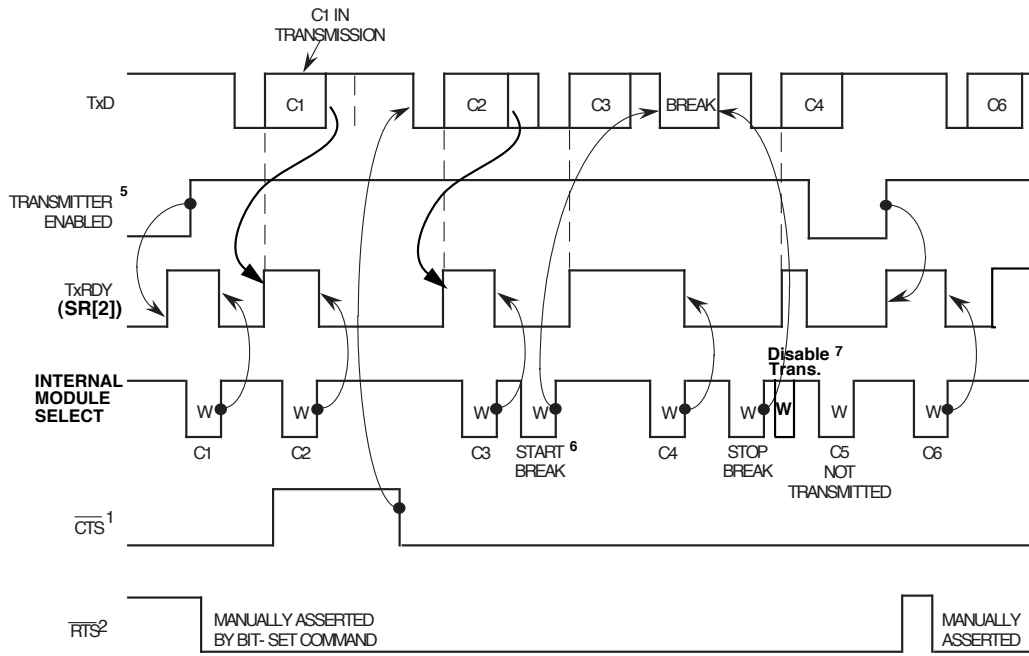 C1 IN
TRANSMISSION
TxD
C1
C2
C3
BREAK
C4
C6
TRANSMITTER 5
ENABLED
TxRDY
(SR[2])
INTERNAL
MODULE
SELECT
W
W
W
W
W
W
W
W
W
Disable 7
Trans.
C1
C2
C3
START 6
BREAK
C4
STOP
BREAK
C5
NOT
TRANSMITTED
C6
CTS 1
RTS2
MANUALLY ASSERTED
BY BIT- SET COMMAND
MANUALLY
ASSERTED